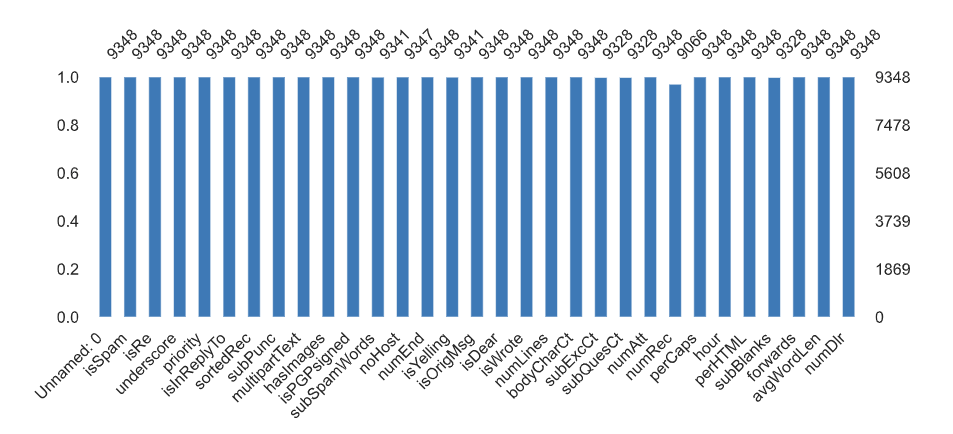 9348
9348
9348
9348
9348
9348
9348
9348
9348
9348
9348
9341
9347
9348
9341
9348
9348
9348
9348
9348
9328
9328
9348
9066
9348
9348
9348
9328
9348
9348
9348
1.0
9348
0.8
7478
0.6
5608
0.4
3739
0.2
1869
0.0
0
Unnamed: 0
isSpam
isRe
underscore
priority
isInReplyTo
sortedRec
subPunc
multipartText
hasImages
isPGPsigned
subSpamWords
noHost
numEnd
isYelling
isOrigMsg
isDear
isWrote
numLines
bodyCharCt
subExcCt
subQuesCt
numAtt
numRec
perCaps
hour
perHTML
subBlanks
forwards
avgWordLen
numDlr